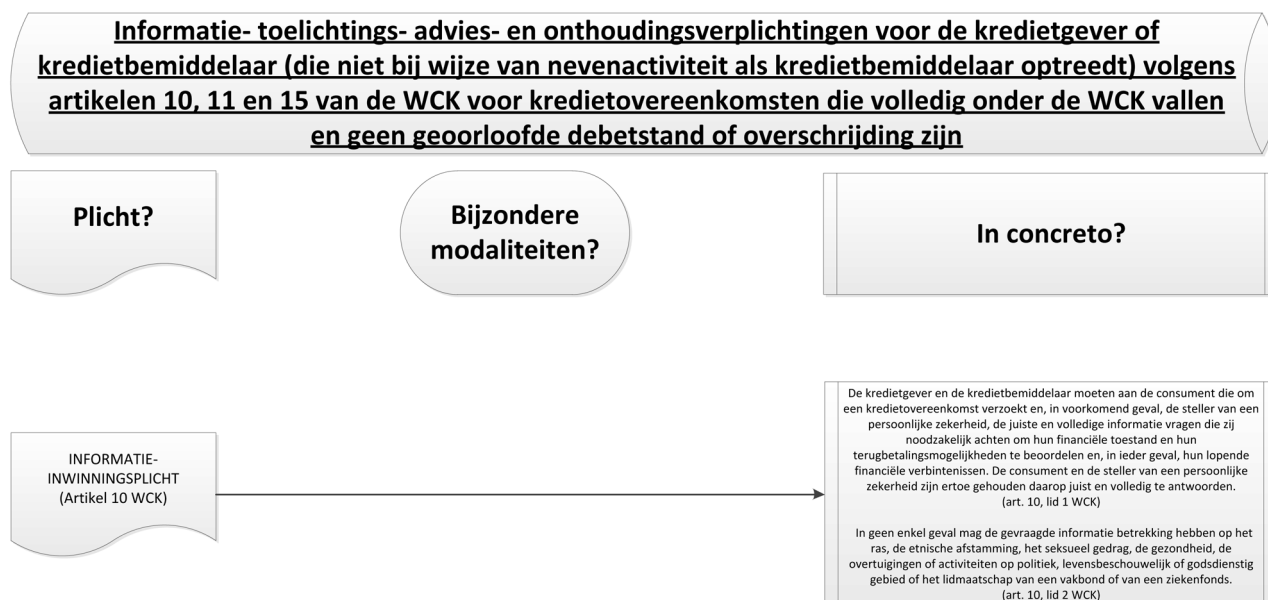 Informatie- toelichtings- advies- en onthoudingsverplichtingen voor de kredietgever of
kredietbemiddelaar (die niet bij wijze van nevenactiviteit als kredietbemiddelaar optreedt) volgens
artikelen 10, 11 en 15 van de WCK voor kredietovereenkomsten die volledig onder de WCK vallen
en geen geoorloofde debetstand of overschrijding zijn
Plicht?
Bijzondere
modaliteiten?
In concreto?
INFORMATIE-
INWINNINGSPLICHT
(Artikel 10 WCK)
De kredietgever en de kredietbemiddelaar moeten aan de consument die om
een kredietovereenkomst verzoekt en, in voorkomend geval, de steller van een
persoonlijke zekerheid, de juiste en volledige informatie vragen die zij
noodzakelijk achten om hun financiële toestand en hun
terugbetalingsmogelijkheden te beoordelen en, in ieder geval, hun lopende
financiële verbintenissen. De consument en de steller van een persoonlijke
zekerheid zijn ertoe gehouden daarop juist en volledig te antwoorden.
(art. 10, lid 1 WCK)
In geen enkel geval mag de gevraagde informatie betrekking hebben op het
ras, de etnische afstamming, het seksueel gedrag, de gezondheid, de
overtuigingen of activiteiten op politiek, levensbeschouwelijk of godsdienstig
gebied of het lidmaatschap van een vakbond of van een ziekenfonds.
(art. 10, lid 2 WCK)